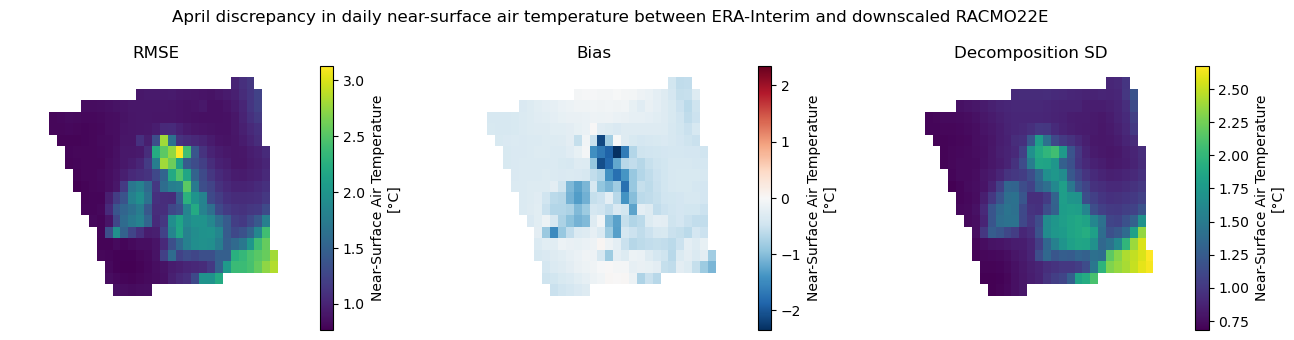 April discrepancy in daily near-surface air temperature between ERA-Interim and downscaled RACMO22E
RMSE
3.0
2.5
2.0
1.5
1.0
Near-Surface Air Temperature
[°C]
Bias
2
1
0
−1
−2
Near-Surface Air Temperature
[°C]
Decomposition SD
2.50
2.25
2.00
1.75
1.50
1.25
1.00
0.75
Near-Surface Air Temperature
[°C]